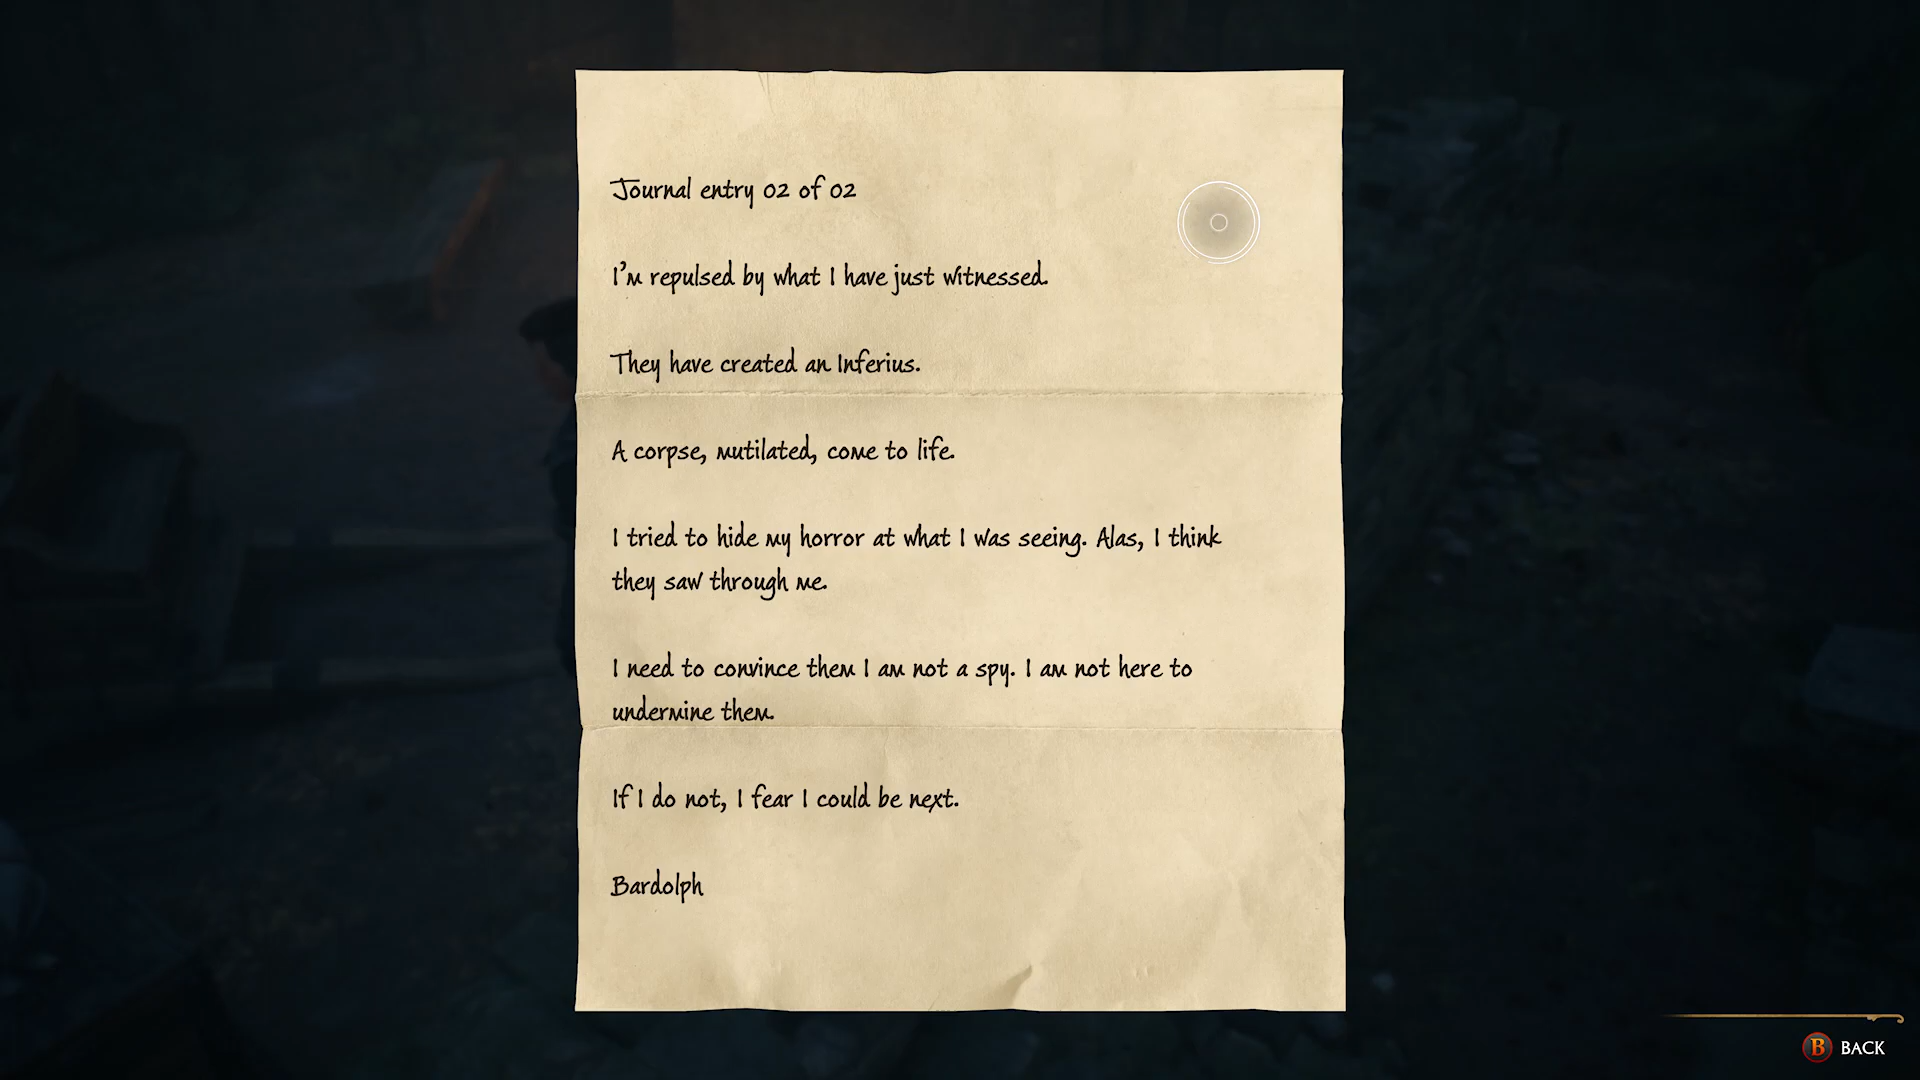 Journal entry 02 of 02
I'm repulsed by what I have just witnessed.
They have created an Inferius.
A corpse, mutilated, come to life.
I tried to hide my horror at what I was seeing. Alas, I think
they saw through me.
I need to convince them I am not a spy. I am not here to
undermine them.
If I do not, I fear I could be next.
Bardolph
B BACK